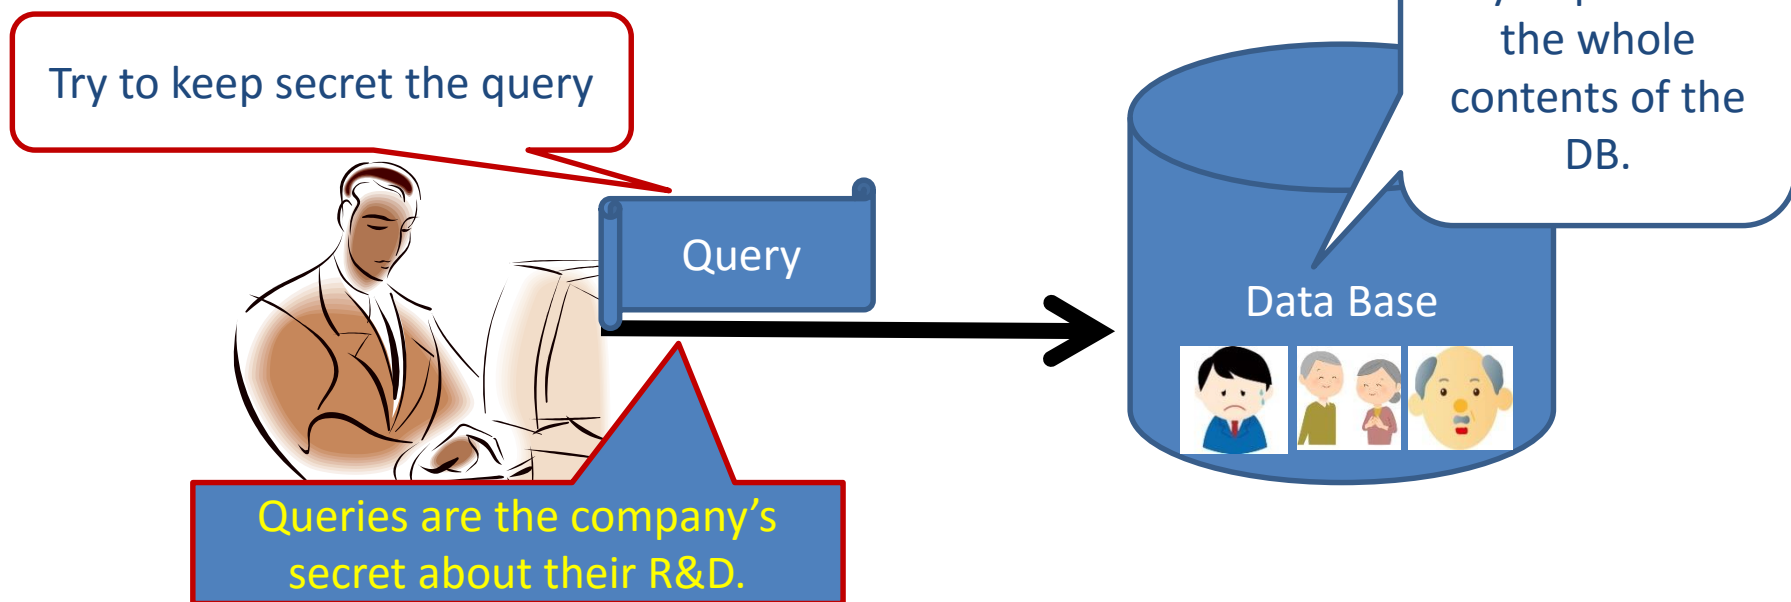 Try to keep secret the query
the whole
contents of the
DB.
Query
Data Base
Queries are the company’s
secret about their R&D.